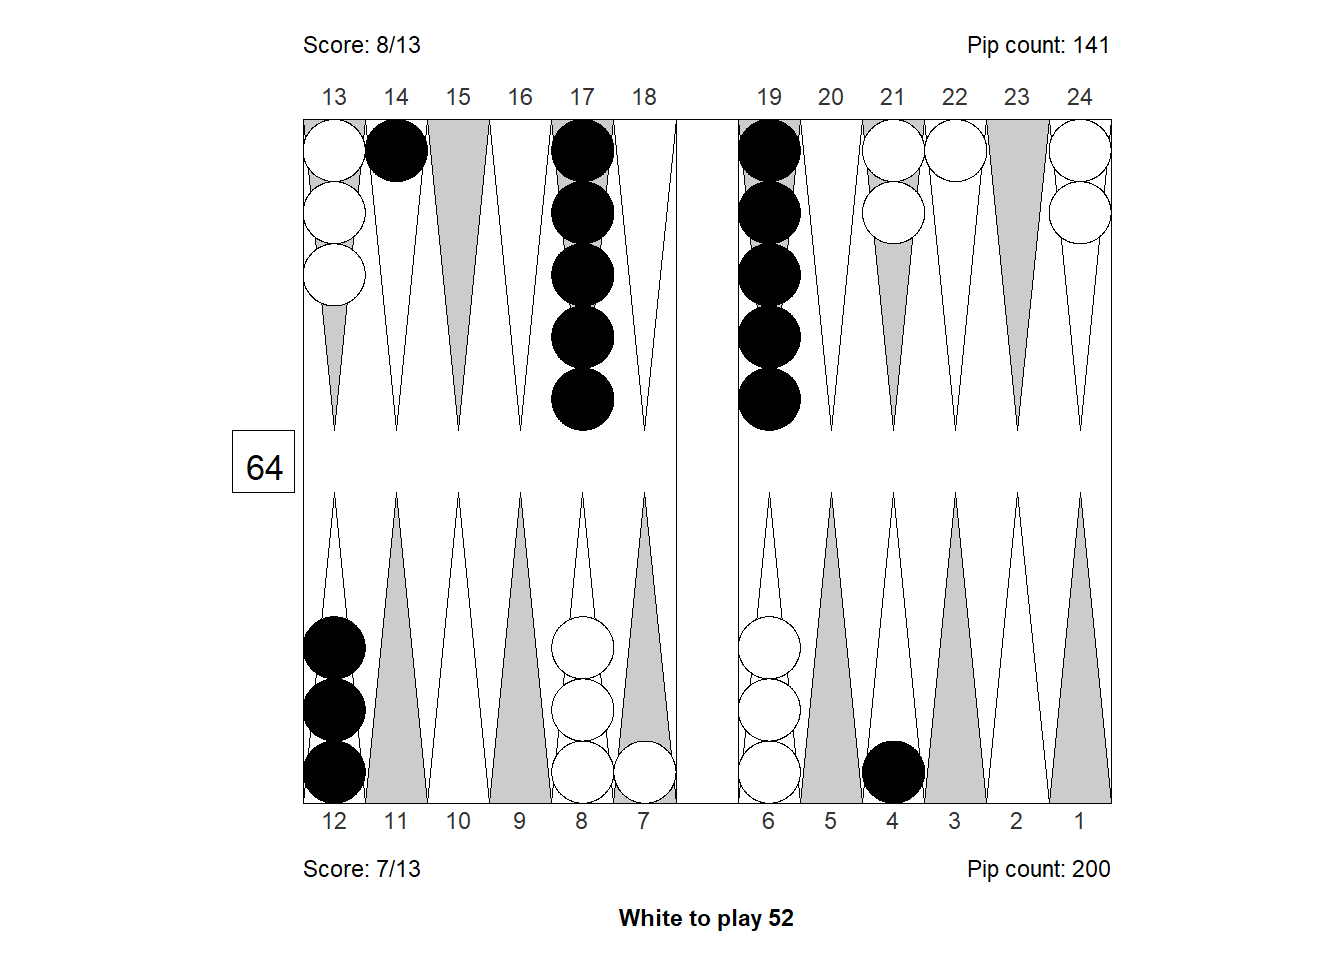 Score: 8/13 Pip count: 141
13 14 15 16 17 18 19 20 21 22 23 24
64
12 11 10 9 8 7 6 5 4 3 2 1
Score: 7/13 Pip count: 200
White to play 52